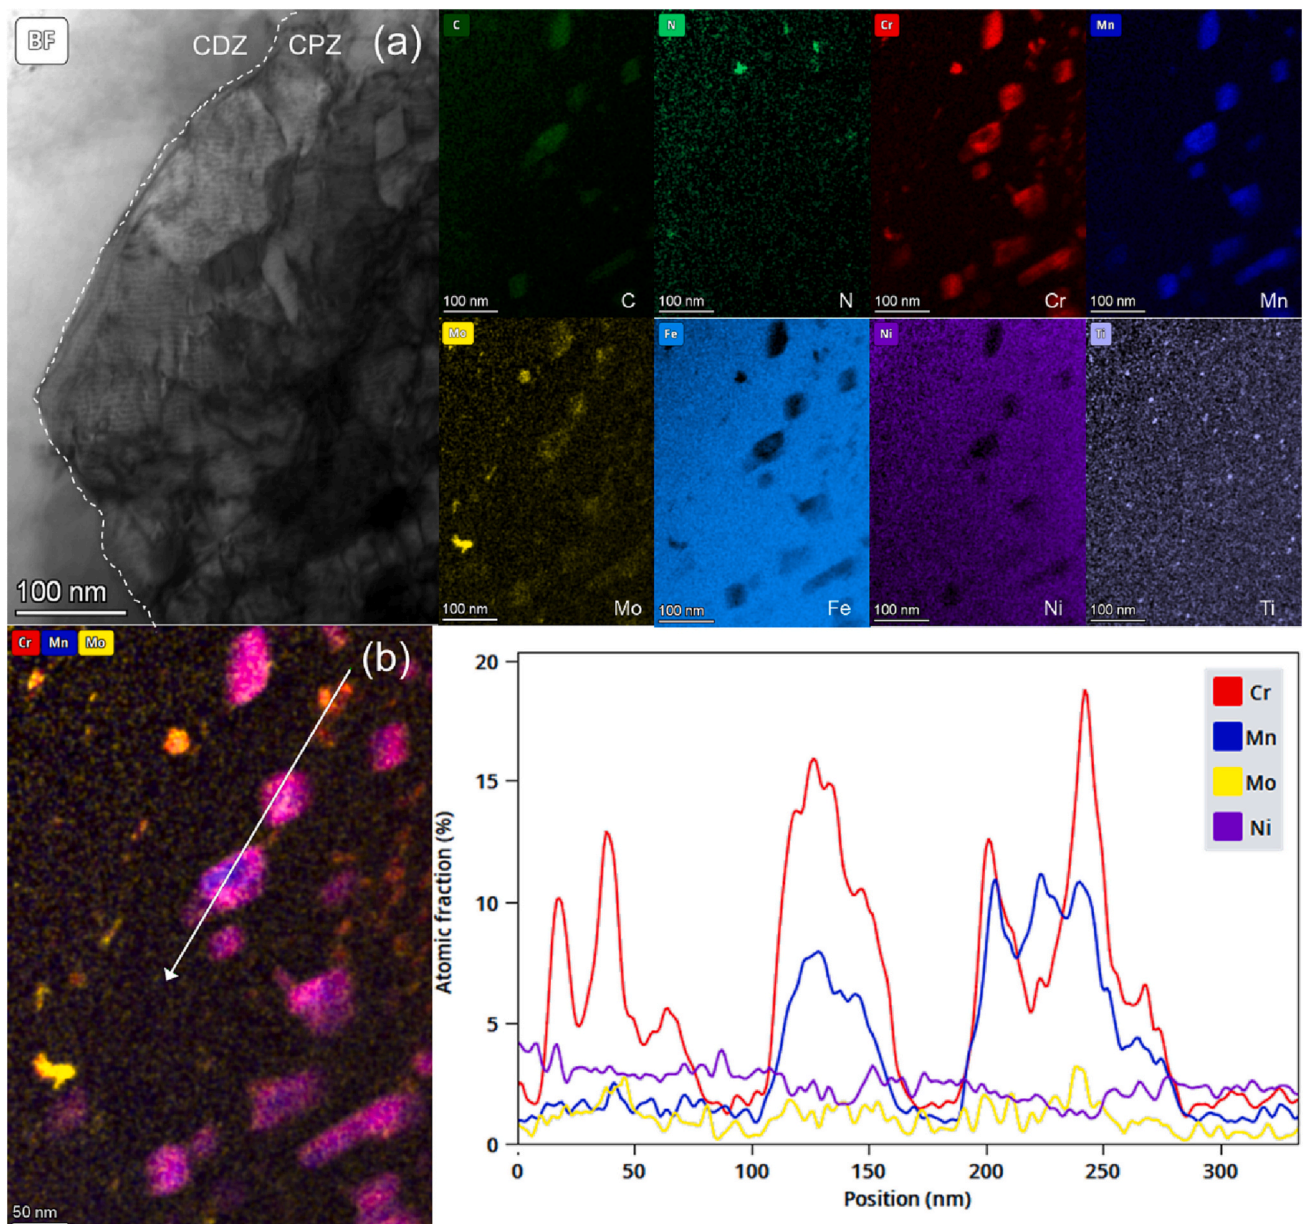 BF
CDZ CPZ (a)
100 nm
C
100 nm C
N
100 nm N
Cr
100 nm Cr
Mn
100 nm Mn
Mo
100 nm Mo
Fe
100 nm Fe
Ni
100 nm Ni
Ti
100 nm Ti
Cr Mn Mo (b)
50 nm
Atomic fraction (%)
20
15
10
5
0
0 50 100 150 200 250 300
Position (nm)
Cr
Mn
Mo
Ni